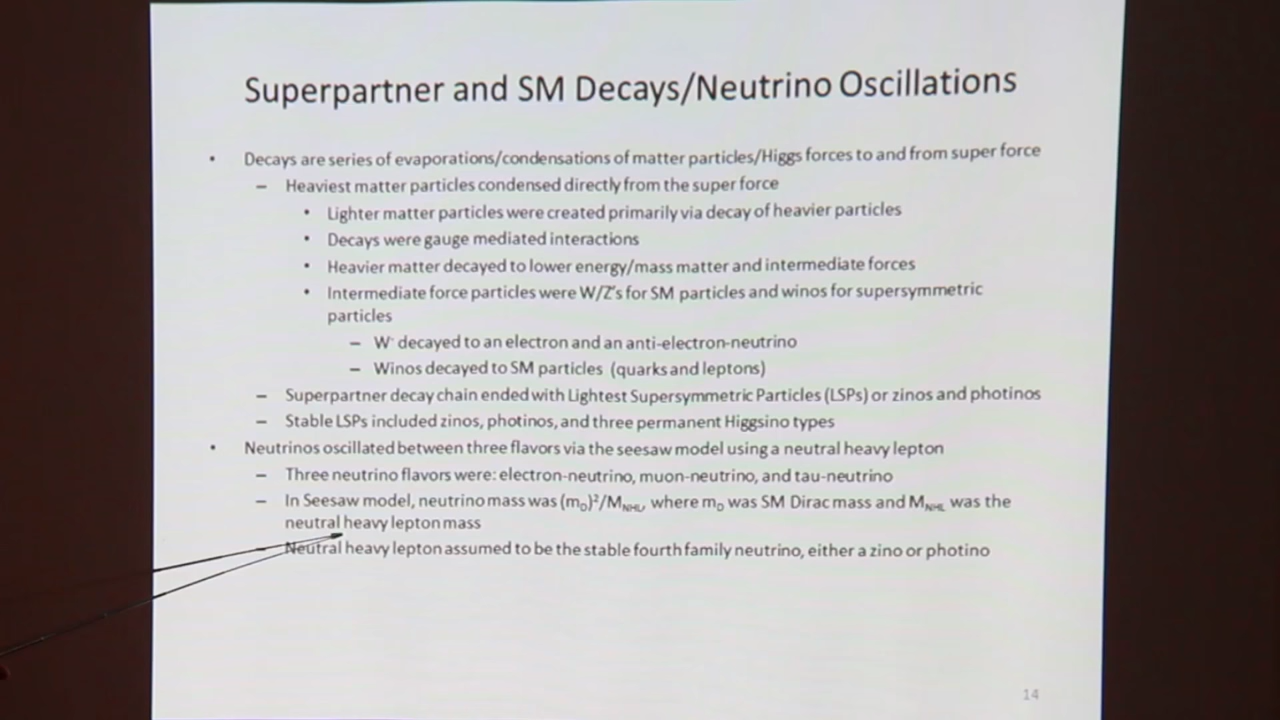 Superpartner and SM Decays/Neutrino Oscillations
• Decays are series of evaporations/condensations of matter particles/Higgs forces to and from super force
– Heaviest matter particles condensed directly from the super force
• Lighter matter particles were created primarily via decay of heavier particles
• Decays were gauge mediated interactions
• Heavier matter decayed to lower energy/mass matter and intermediate forces
• Intermediate force particles were W/Z's for SM particles and winos for supersymmetric
particles
– W⁻ decayed to an electron and an anti-electron-neutrino
– Winos decayed to SM particles (quarks and leptons)
– Superpartner decay chain ended with Lightest Supersymmetric Particles (LSPs) or zinos and photinos
– Stable LSPs included zinos, photinos, and three permanent Higgsino types
• Neutrinos oscillated between three flavors via the seesaw model using a neutral heavy lepton
– Three neutrino flavors were: electron-neutrino, muon-neutrino, and tau-neutrino
– In Seesaw model, neutrino mass was (m_D)²/M_NHL, where m_D was SM Dirac mass and M_NHL was the
neutral heavy lepton mass
– Neutral heavy lepton assumed to be the stable fourth family neutrino, either a zino or photino
14